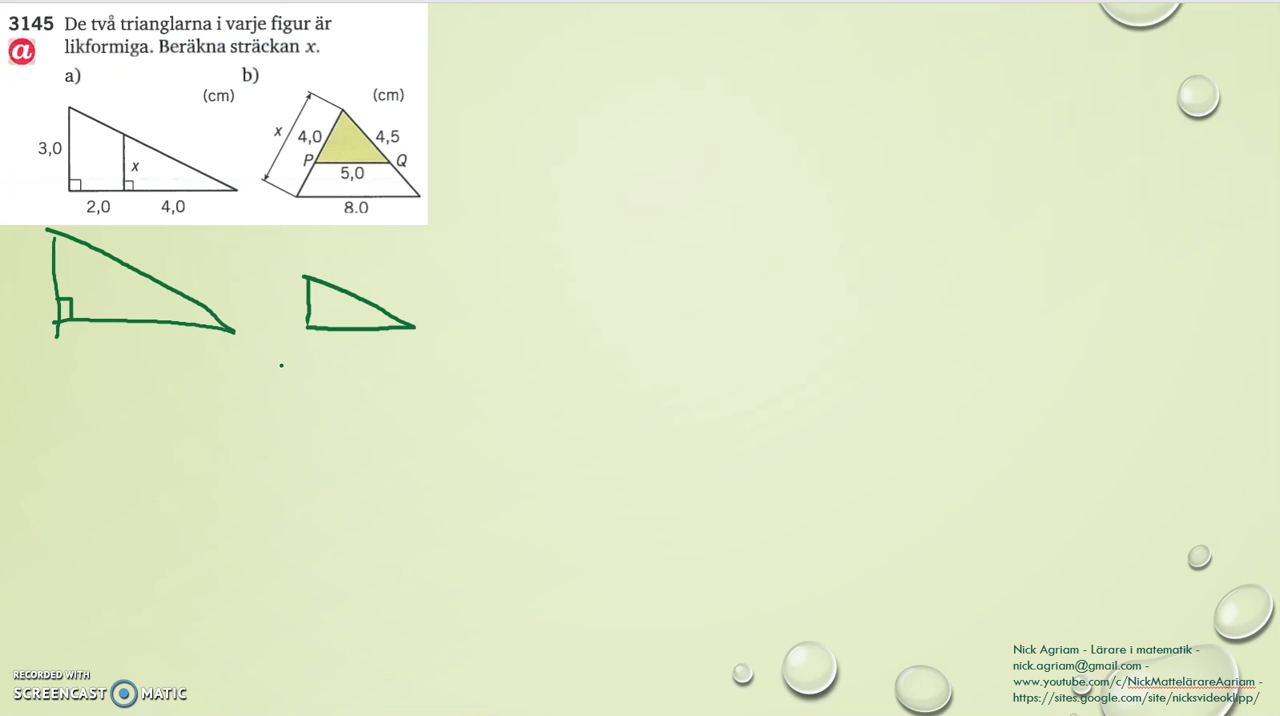 3145 De två trianglarna i varje figur är
a likformiga. Beräkna sträckan x.
a)
b)
(cm)
(cm)
3,0
x
2,0
4,0
x
4,0
4,5
P
Q
5,0
8,0
Nick Agriam - Lärare i matematik -
nick.agriam@gmail.com -
www.youtube.com/c/NickMattelärareAgriam -
https://sites.google.com/site/nicksvideoklipp/
RECORDED WITH
SCREENCAST MATIC